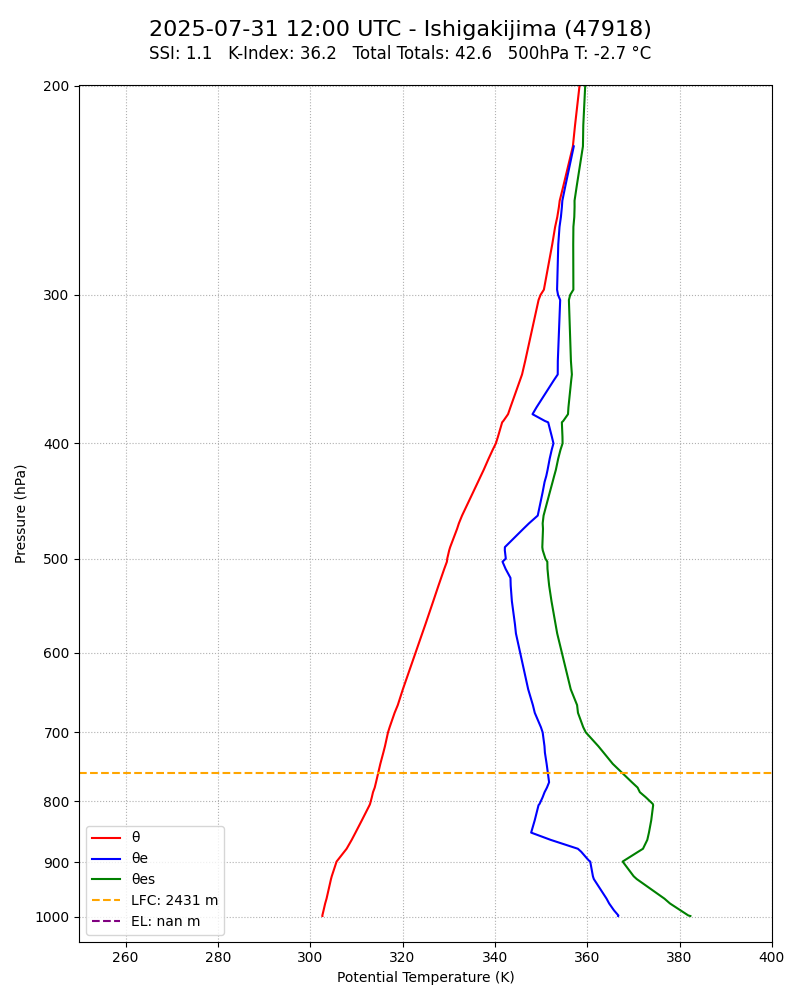 2025-07-31 12:00 UTC - Ishigakijima (47918)
SSI: 1.1   K-Index: 36.2   Total Totals: 42.6   500hPa T: -2.7 °C
200
300
400
500
600
700
800
900
1000
Pressure (hPa)
θ
θe
θes
LFC: 2431 m
EL: nan m
260 280 300 320 340 360 380 400
Potential Temperature (K)